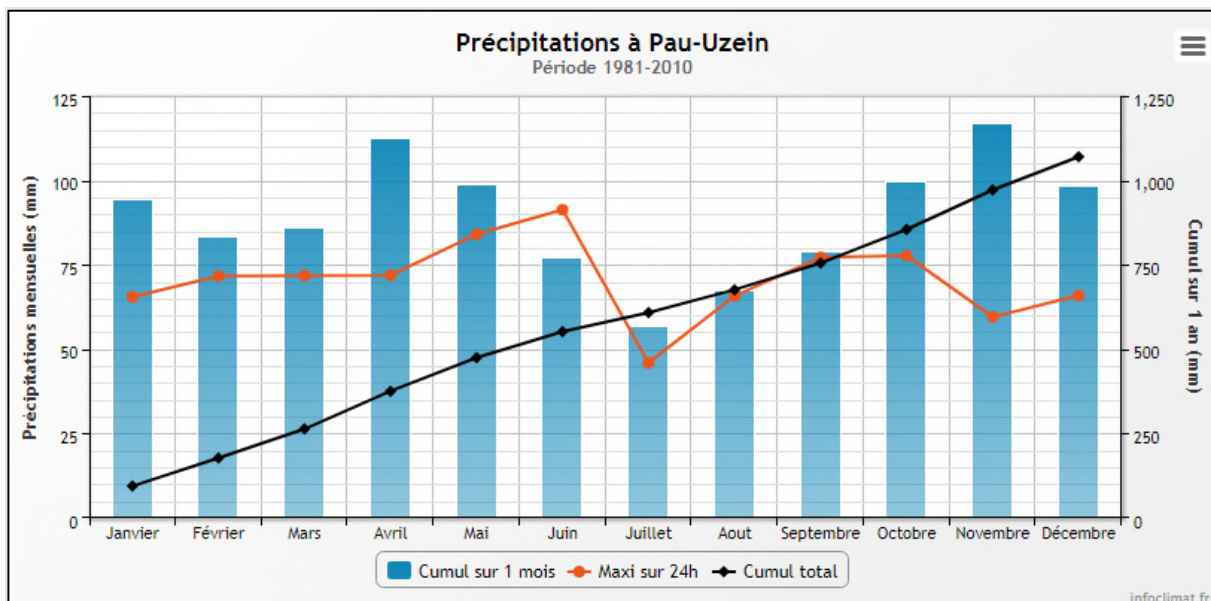 Précipitations à Pau-Uzein
Période 1981-2010
Précipitations mensuelles (mm)
125
100
75
50
25
0
1,250
1,000
750
500
250
0
Cumul sur 1 an (mm)
Janvier Février Mars Avril Mai Juin Juillet Aout Septembre Octobre Novembre Décembre
Cumul sur 1 mois Maxi sur 24h Cumul total
infoclimat.fr